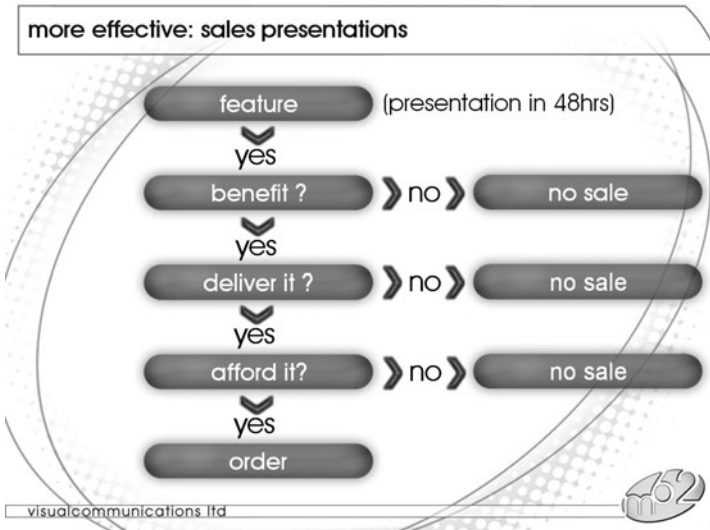 more effective: sales presentations
feature (presentation in 48hrs)
yes
benefit ? no no sale
yes
deliver it ? no no sale
yes
afford it? no no sale
yes
order
visualcommunications ltd
m62